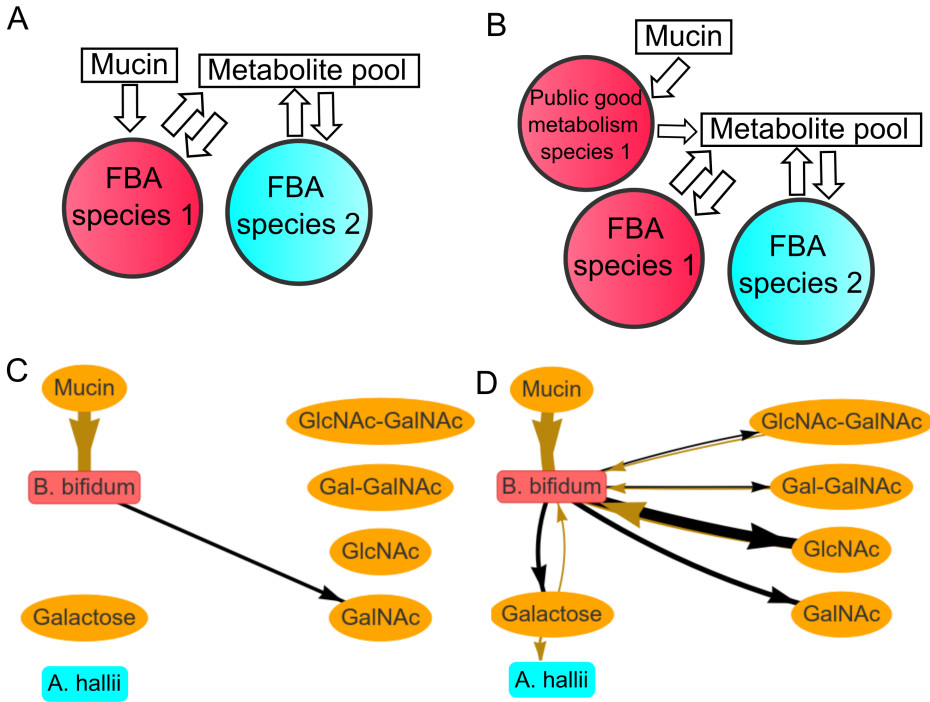 A
Mucin
Metabolite pool
FBA
species 1
FBA
species 2
B
Mucin
Public good
metabolism
species 1
Metabolite pool
FBA
species 1
FBA
species 2
C
Mucin
GlcNAc-GalNAc
B. bifidum
Gal-GalNAc
GlcNAc
Galactose
GalNAc
A. hallii
D
Mucin
GlcNAc-GalNAc
B. bifidum
Gal-GalNAc
GlcNAc
Galactose
GalNAc
A. hallii